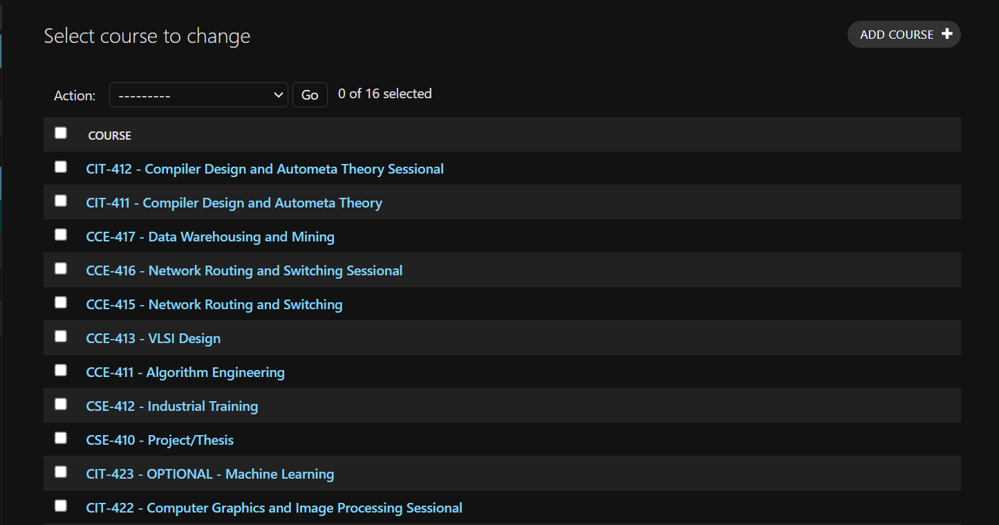 Select course to change
ADD COURSE
Action: --------- Go 0 of 16 selected
COURSE
CIT-412 - Compiler Design and Autometa Theory Sessional
CIT-411 - Compiler Design and Autometa Theory
CCE-417 - Data Warehousing and Mining
CCE-416 - Network Routing and Switching Sessional
CCE-415 - Network Routing and Switching
CCE-413 - VLSI Design
CCE-411 - Algorithm Engineering
CSE-412 - Industrial Training
CSE-410 - Project/Thesis
CIT-423 - OPTIONAL - Machine Learning
CIT-422 - Computer Graphics and Image Processing Sessional